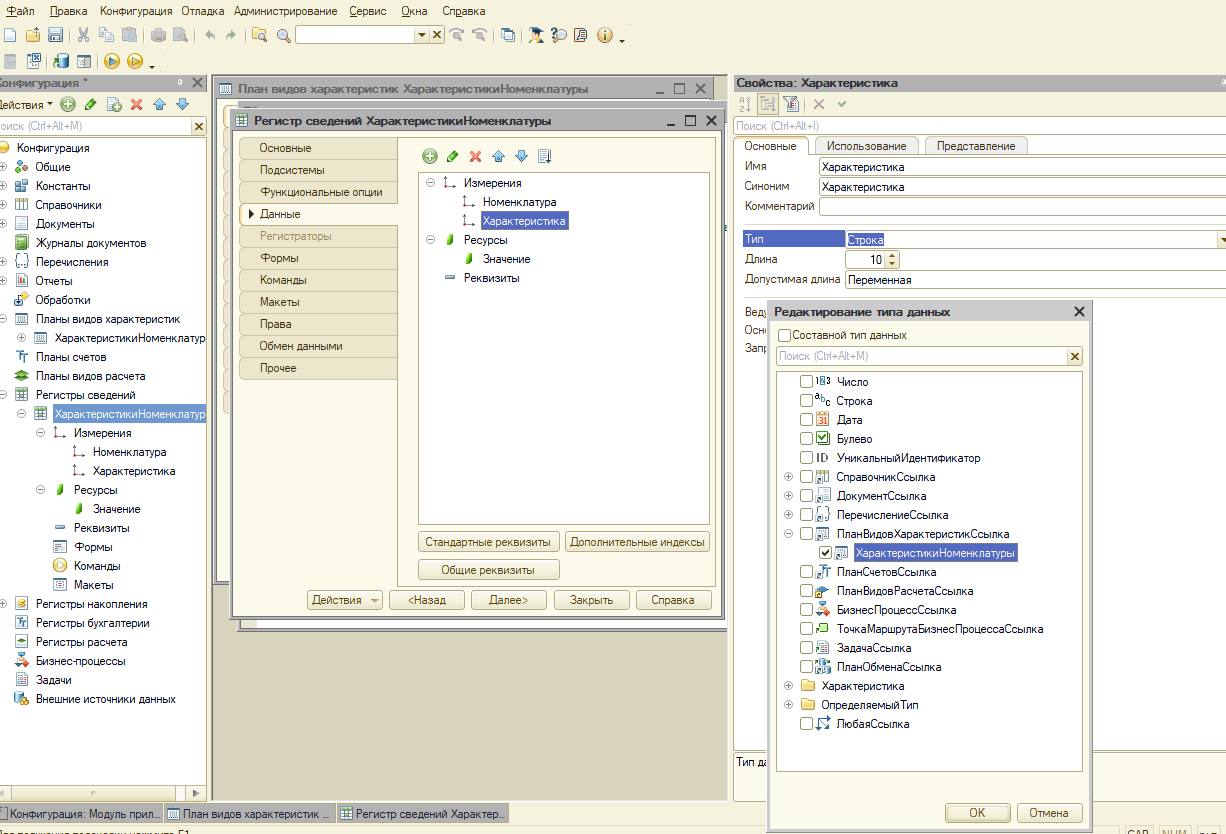 Файл Правка Конфигурация Отладка Администрирование Сервис Окна Справка
Конфигурация *
Действия
Поиск (Ctrl+Alt+M)
Конфигурация
Общие
Константы
Справочники
Документы
Журналы документов
Перечисления
Отчеты
Обработки
Планы видов характеристик
ХарактеристикиНоменклатур
Планы счетов
Планы видов расчета
Регистры сведений
ХарактеристикиНоменклатур
Измерения
Номенклатура
Характеристика
Ресурсы
Значение
Реквизиты
Формы
Команды
Макеты
Регистры накопления
Регистры бухгалтерии
Регистры расчета
Бизнес-процессы
Задачи
Внешние источники данных
План видов характеристик ХарактеристикиНоменклатуры
Регистр сведений ХарактеристикиНоменклатуры
Основные
Подсистемы
Функциональные опции
Данные
Регистраторы
Формы
Команды
Макеты
Права
Обмен данными
Прочее
Измерения
Номенклатура
Характеристика
Ресурсы
Значение
Реквизиты
Стандартные реквизиты
Дополнительные индексы
Общие реквизиты
Действия
<Назад
Далее>
Закрыть
Справка
Свойства: Характеристика
Поиск (Ctrl+Alt+I)
Основные
Использование
Представление
Имя
Характеристика
Синоним
Характеристика
Комментарий
Тип
Строка
Длина
10
Допустимая длина
Переменная
Веду
Осно
Запр
Тип да
Редактирование типа данных
Составной тип данных
Поиск (Ctrl+Alt+M)
Число
Строка
Дата
Булево
УникальныйИдентификатор
СправочникСсылка
ДокументСсылка
ПеречислениеСсылка
ПланВидовХарактеристикСсылка
ХарактеристикиНоменклатуры
ПланСчетовСсылка
ПланВидовРасчетаСсылка
БизнесПроцессСсылка
ТочкаМаршрутаБизнесПроцессаСсылка
ЗадачаСсылка
ПланОбменаСсылка
Характеристика
ОпределяемыйТип
ЛюбаяСсылка
OK
Отмена
Конфигурация: Модуль прил...
План видов характеристик ...
Регистр сведений Характер...